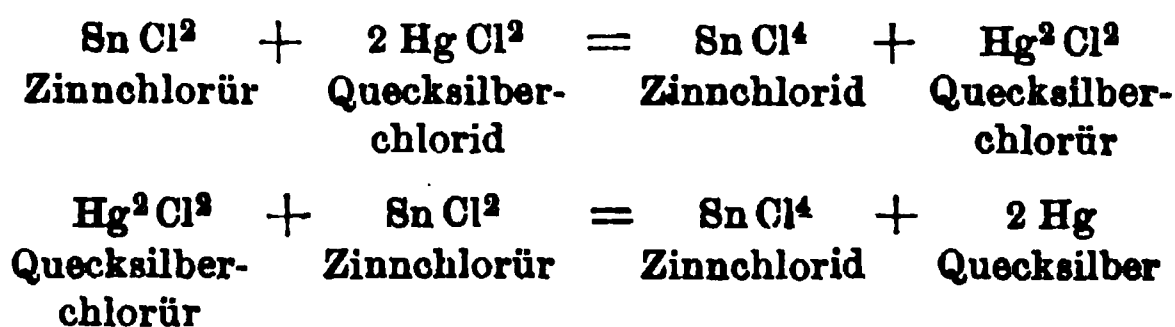 Sn Cl² + 2 Hg Cl² = Sn Cl⁴ + Hg² Cl²
Zinnchlorür Quecksilber- Zinnchlorid Quecksilber-
chlorid chlorür
Hg² Cl² + Sn Cl² = Sn Cl⁴ + 2 Hg
Quecksilber- Zinnchlorür Zinnchlorid Quecksilber
chlorür